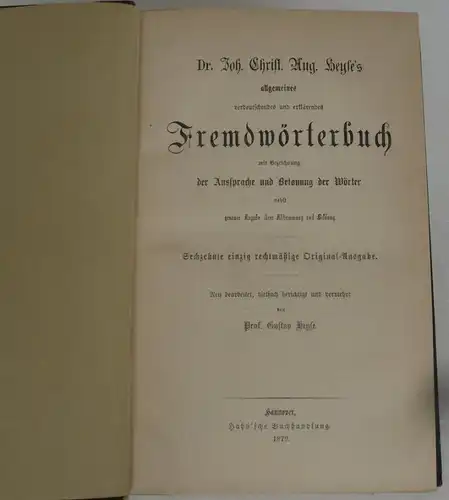 Dr. Joh. Christ. Aug. Heyse's
allgemeines
verdeutschendes und erklärendes
Fremdwörterbuch
mit Bezeichnung
der Aussprache und Betonung der Wörter
nebst
genauer Angabe ihrer Abstammung und Bildung.
Sechzehnte einzig rechtmäßige Original-Ausgabe.
Neu bearbeitet, vielfach berichtigt und vermehrt
von
Prof. Gustav Heyse.
Hannover,
Hahn'sche Buchhandlung.
1879.